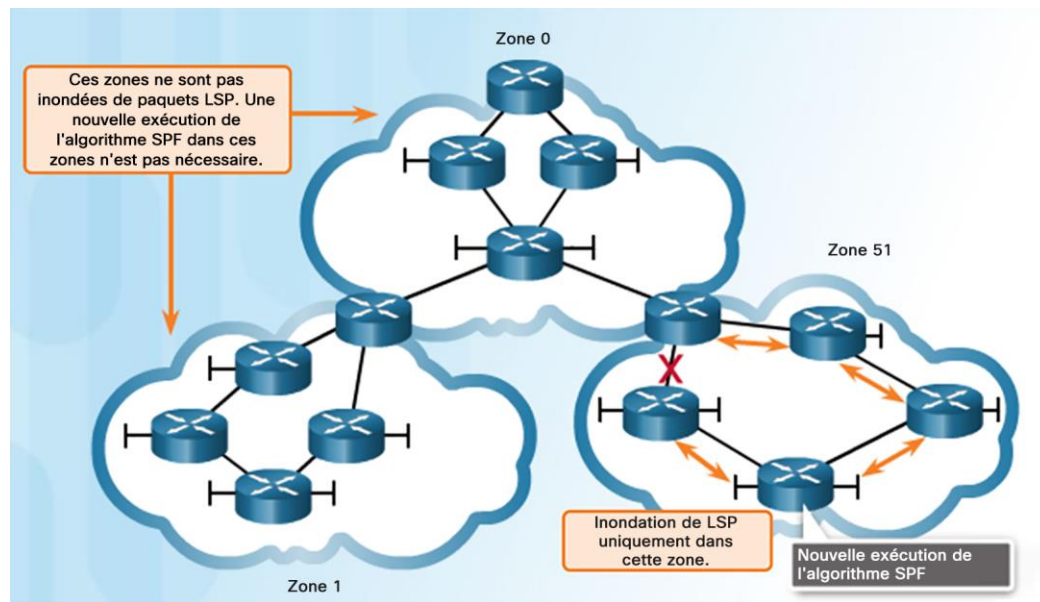 Zone 0
Ces zones ne sont pas
inondées de paquets LSP. Une
nouvelle exécution de
l'algorithme SPF dans ces
zones n'est pas nécessaire.
Zone 51
X
Inondation de LSP
uniquement dans
cette zone.
Nouvelle exécution de
l'algorithme SPF
Zone 1